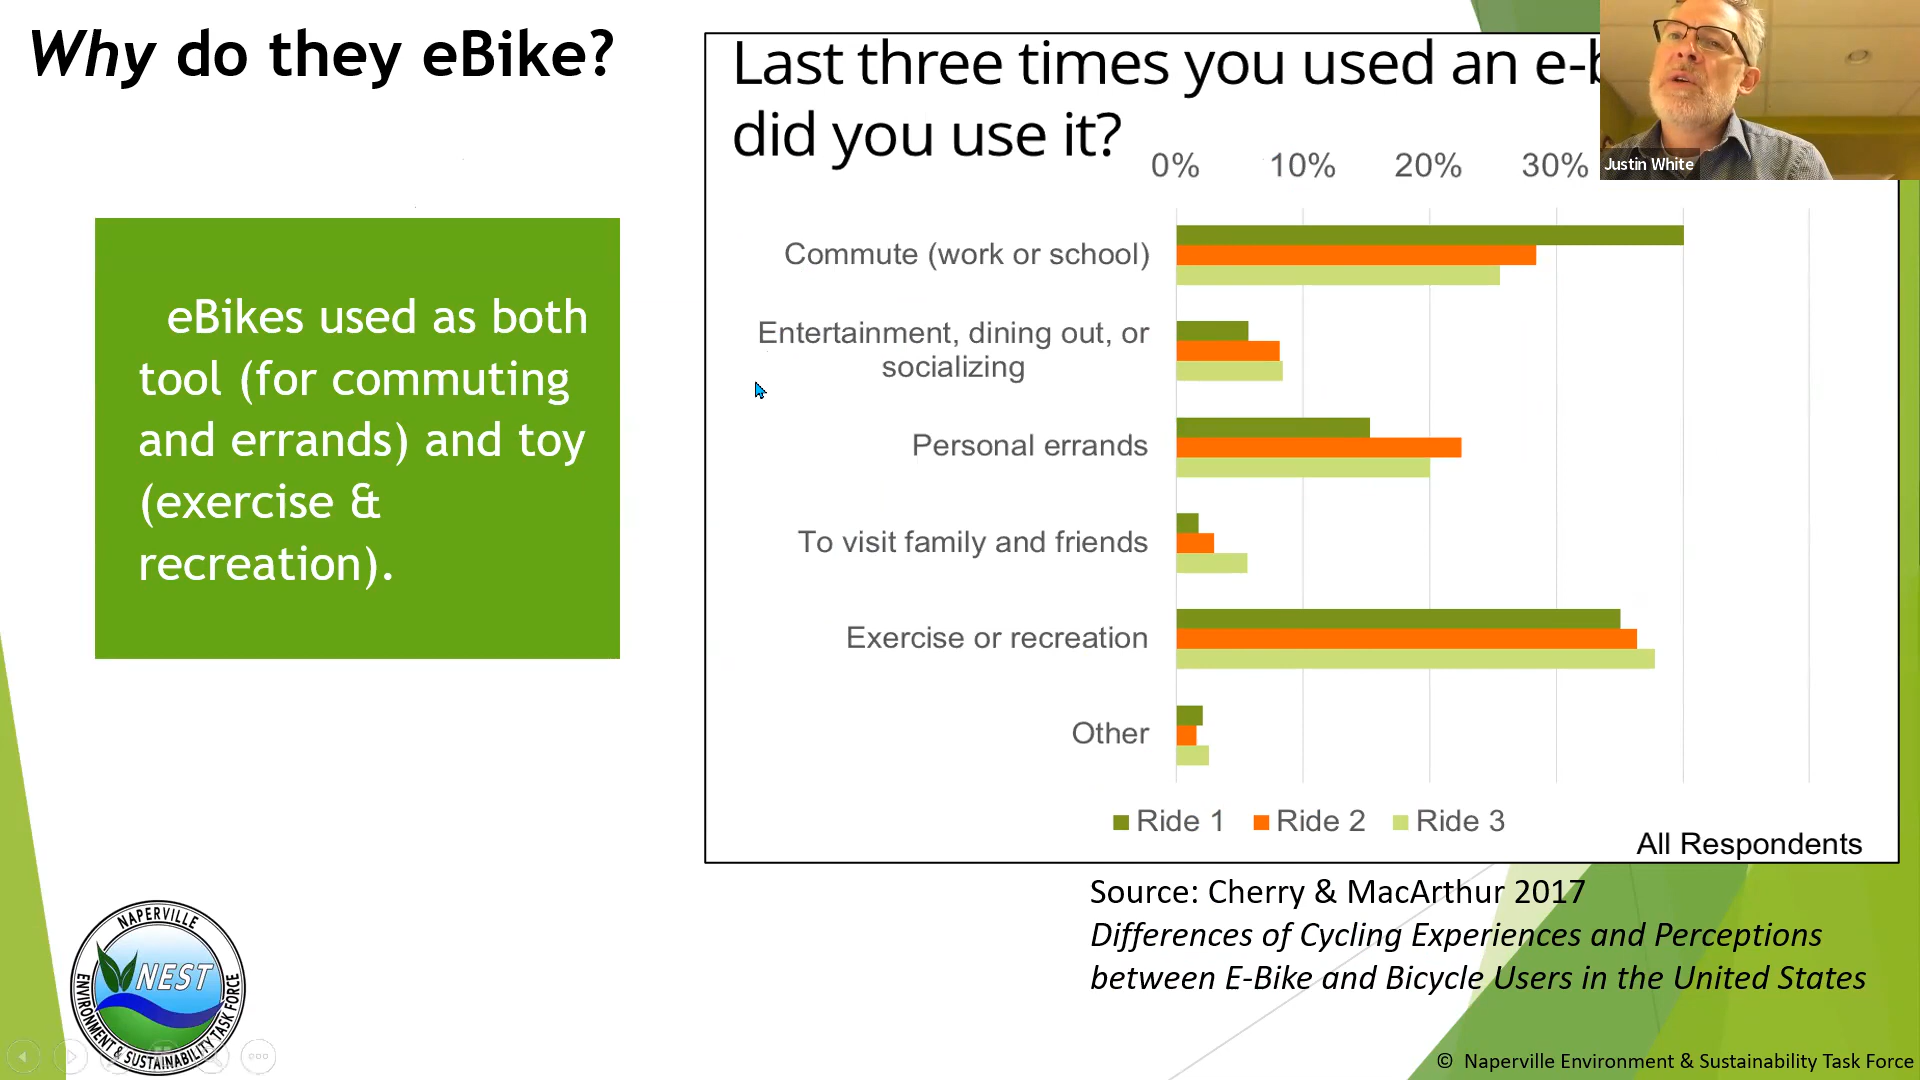 Why do they eBike?
Last three times you used an e-b
did you use it?
Justin White
0% 10% 20% 30%
eBikes used as both
tool (for commuting
and errands) and toy
(exercise &
recreation).
Commute (work or school)
Entertainment, dining out, or
socializing
Personal errands
To visit family and friends
Exercise or recreation
Other
Ride 1 Ride 2 Ride 3
All Respondents
Source: Cherry & MacArthur 2017
Differences of Cycling Experiences and Perceptions
between E-Bike and Bicycle Users in the United States
NAPERVILLE
NEST
ENVIRONMENT & SUSTAINABILITY TASK FORCE
© Naperville Environment & Sustainability Task Force